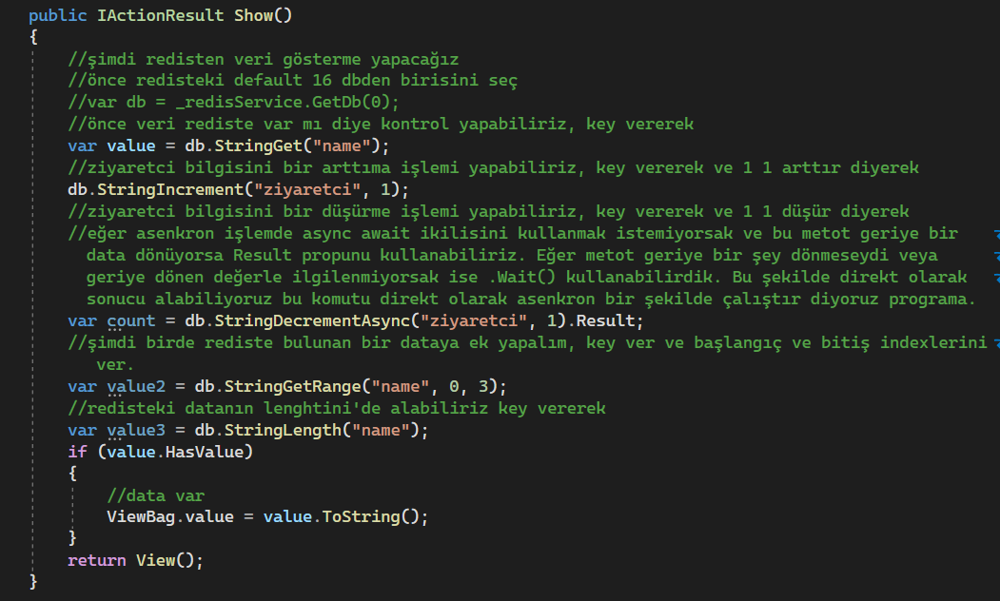 public IActionResult Show()
{
//şimdi redisten veri gösterme yapacağız
//önce redisteki default 16 dbden birisini seç
//var db = _redisService.GetDb(0);
//önce veri rediste var mı diye kontrol yapabiliriz, key vererek
var value = db.StringGet("name");
//ziyaretci bilgisini bir arttıma işlemi yapabiliriz, key vererek ve 1 1 arttır diyerek
db.StringIncrement("ziyaretci", 1);
//ziyaretci bilgisini bir düşürme işlemi yapabiliriz, key vererek ve 1 1 düşür diyerek
//eğer asenkron işlemde async await ikilisini kullanmak istemiyorsak ve bu metot geriye bir
data dönüyorsa Result propunu kullanabiliriz. Eğer metot geriye bir şey dönmeseydi veya
geriye dönen değerle ilgilenmiyorsak ise .Wait() kullanabilirdik. Bu şekilde direkt olarak
sonucu alabiliyoruz bu komutu direkt olarak asenkron bir şekilde çalıştır diyoruz programa.
var count = db.StringDecrementAsync("ziyaretci", 1).Result;
//şimdi birde rediste bulunan bir dataya ek yapalım, key ver ve başlangıç ve bitiş indexlerini
ver.
var value2 = db.StringGetRange("name", 0, 3);
//redisteki datanın lenghtini'de alabiliriz key vererek
var value3 = db.StringLength("name");
if (value.HasValue)
{
//data var
ViewBag.value = value.ToString();
}
return View();
}